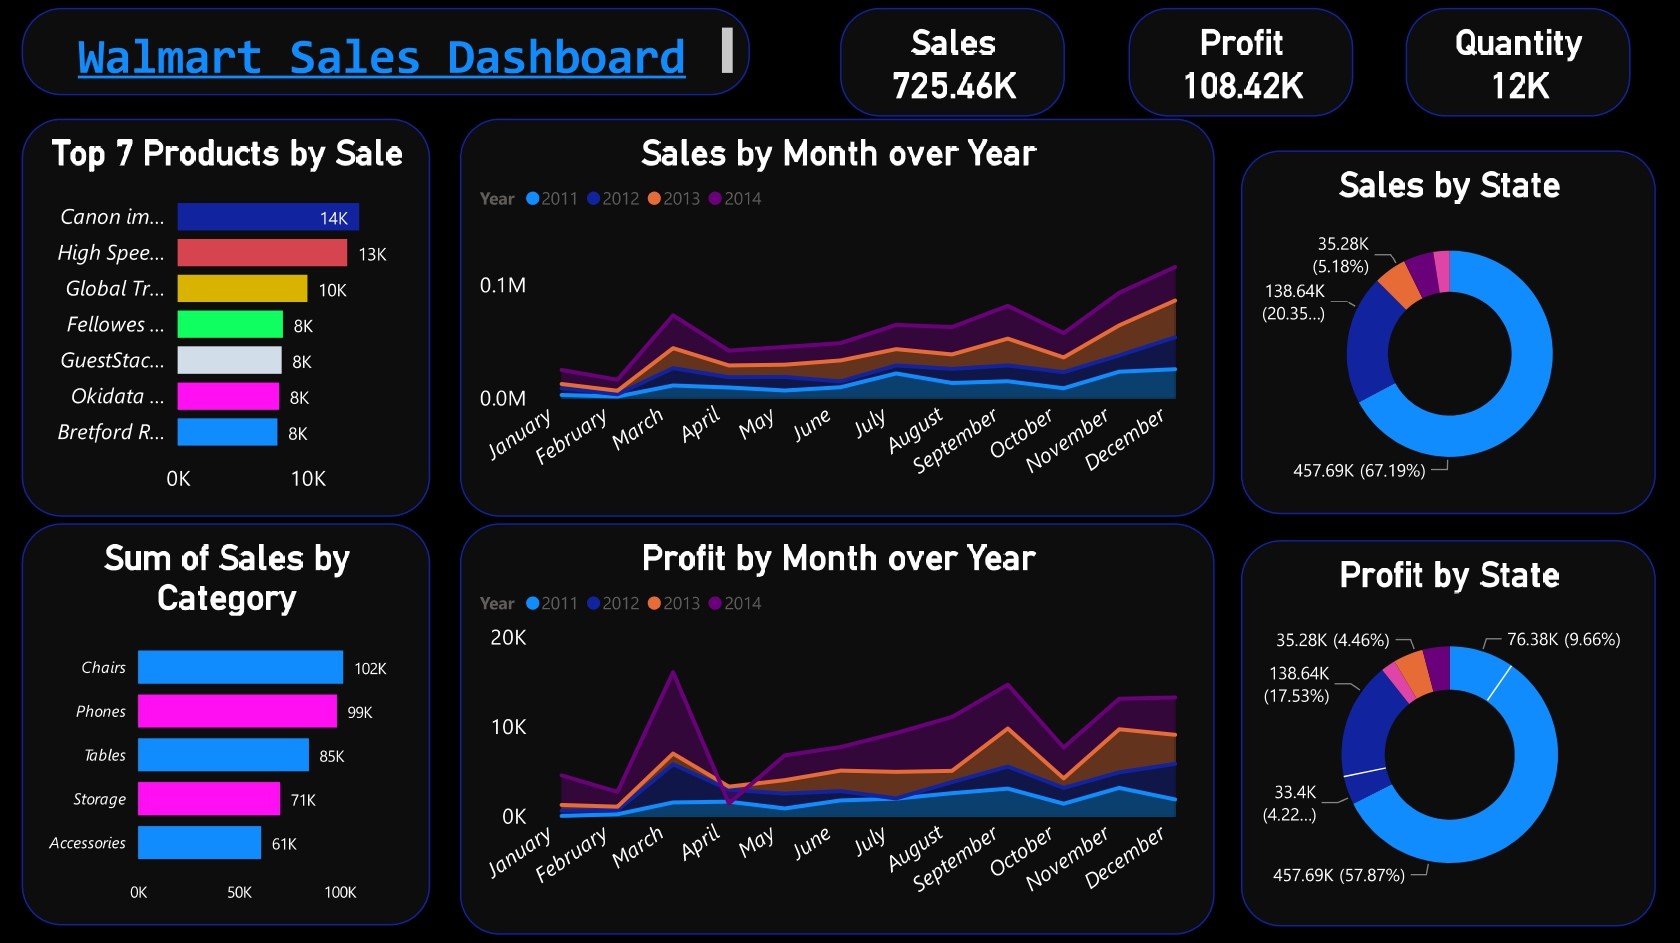 Walmart Sales Dashboard
Sales
725.46K
Profit
108.42K
Quantity
12K
Top 7 Products by Sale
Canon im...
14K
High Spee...
13K
Global Tr...
10K
Fellowes ...
8K
GuestStac...
8K
Okidata ...
8K
Bretford R...
8K
0K 10K
Sales by Month over Year
Year 2011 2012 2013 2014
0.1M
0.0M
January February March April May June July August September October November December
Sales by State
35.28K
(5.18%)
138.64K
(20.35...)
457.69K (67.19%)
Sum of Sales by
Category
Chairs
102K
Phones
99K
Tables
85K
Storage
71K
Accessories
61K
0K 50K 100K
Profit by Month over Year
Year 2011 2012 2013 2014
20K
10K
0K
January February March April May June July August September October November December
Profit by State
35.28K (4.46%)
76.38K (9.66%)
138.64K
(17.53%)
33.4K
(4.22...)
457.69K (57.87%)